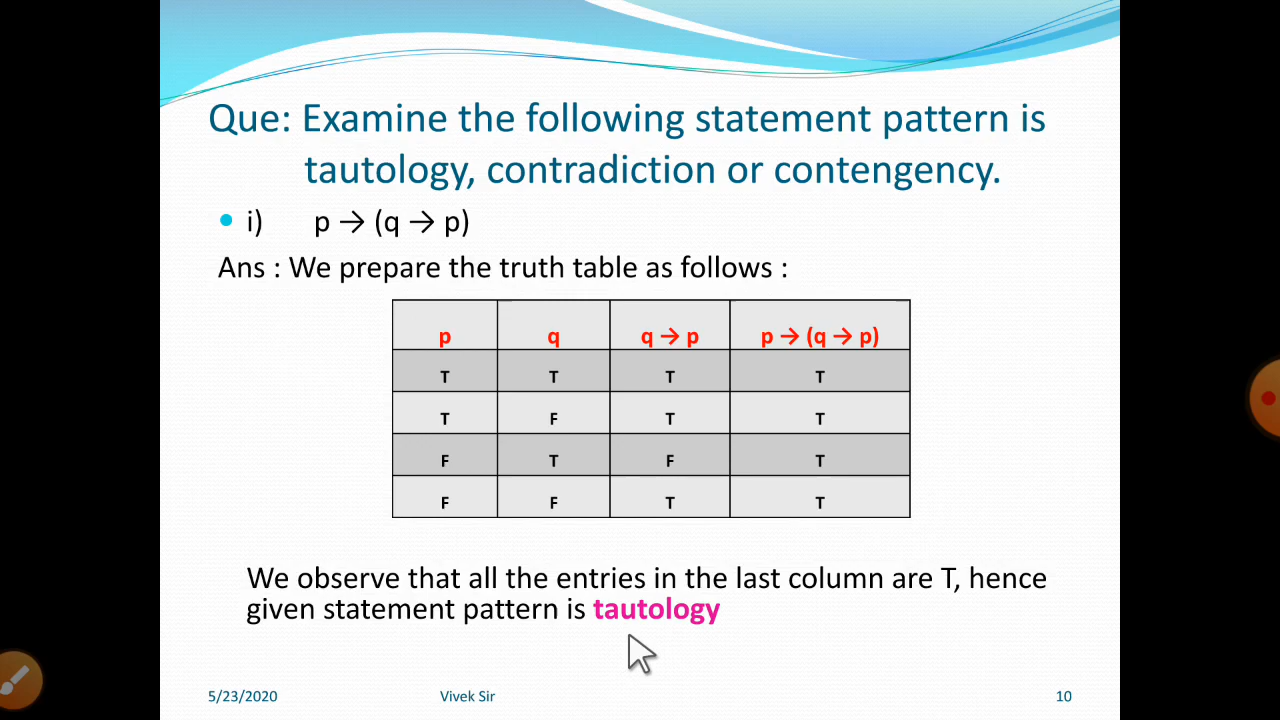 Que: Examine the following statement pattern is
tautology, contradiction or contengency.
i) p → (q → p)
Ans : We prepare the truth table as follows :
p q q → p p → (q → p)
T T T T
T F T T
F T F T
F F T T
We observe that all the entries in the last column are T, hence
given statement pattern is tautology
5/23/2020 Vivek Sir 10